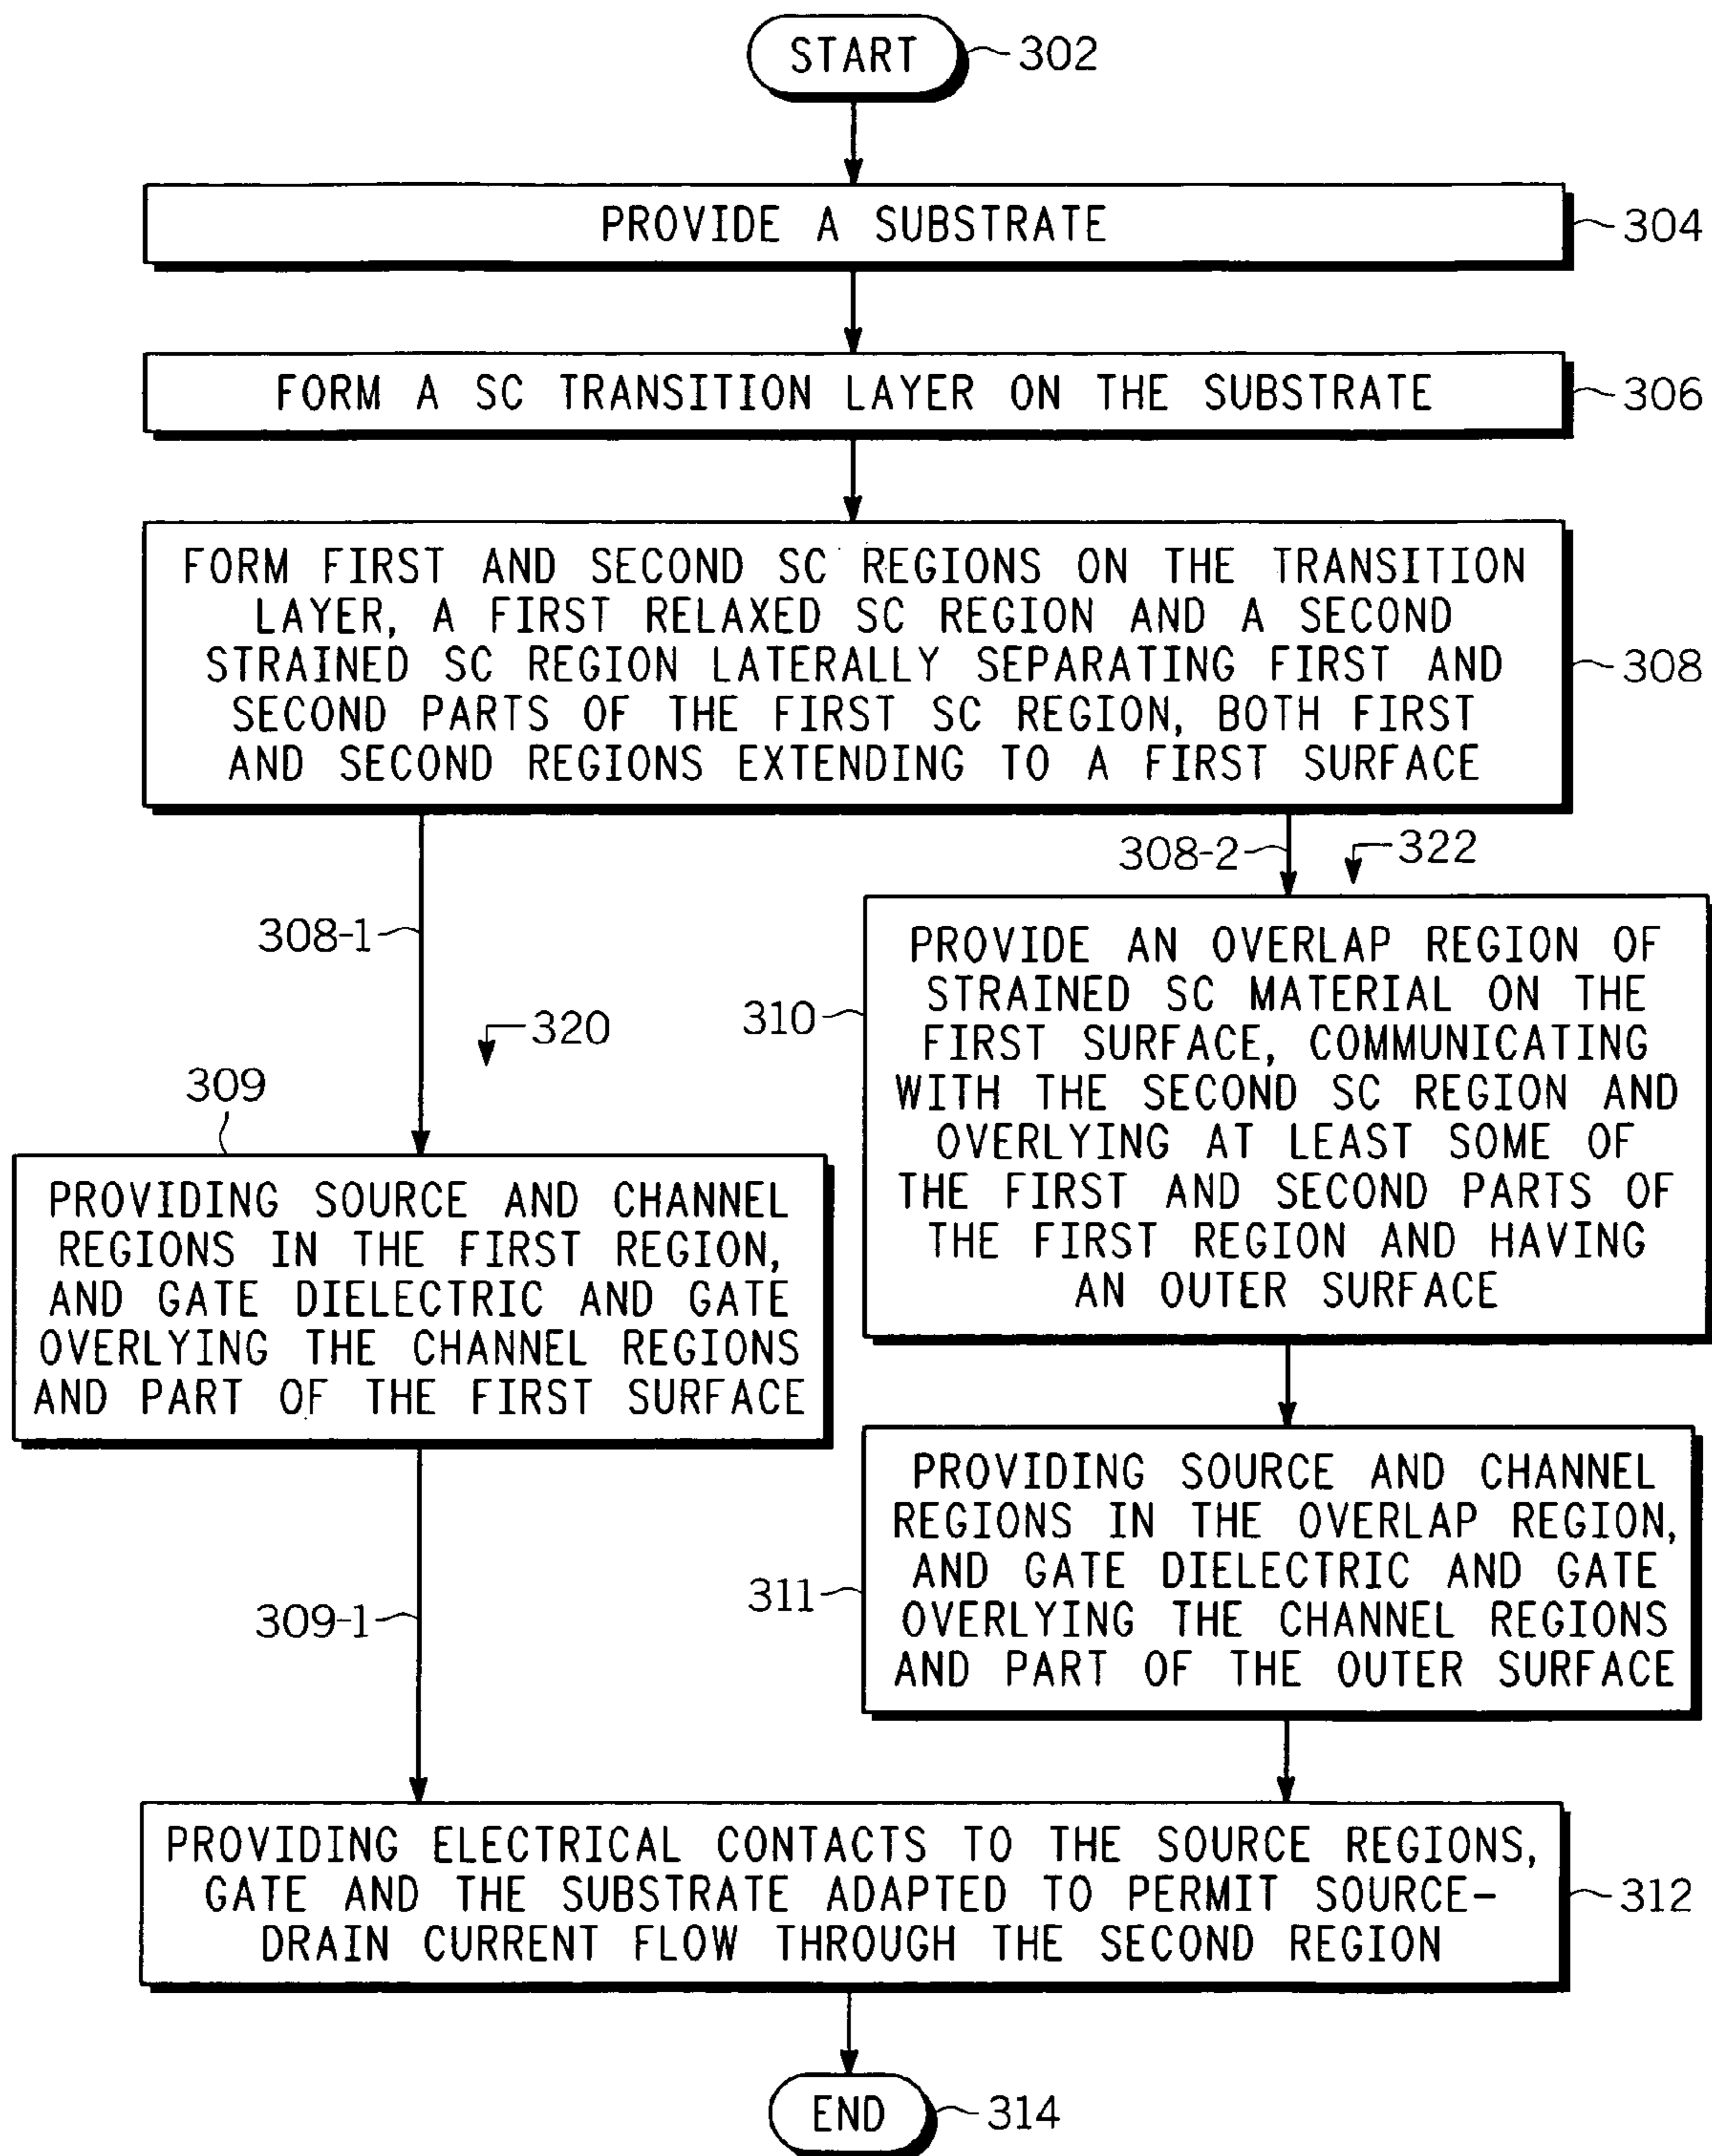 START
302
PROVIDE A SUBSTRATE
304
FORM A SC TRANSITION LAYER ON THE SUBSTRATE
306
FORM FIRST AND SECOND SC REGIONS ON THE TRANSITION
LAYER, A FIRST RELAXED SC REGION AND A SECOND
STRAINED SC REGION LATERALLY SEPARATING FIRST AND
SECOND PARTS OF THE FIRST SC REGION, BOTH FIRST
AND SECOND REGIONS EXTENDING TO A FIRST SURFACE
308
308-1
320
309
PROVIDING SOURCE AND CHANNEL
REGIONS IN THE FIRST REGION,
AND GATE DIELECTRIC AND GATE
OVERLYING THE CHANNEL REGIONS
AND PART OF THE FIRST SURFACE
309-1
308-2
322
310
PROVIDE AN OVERLAP REGION OF
STRAINED SC MATERIAL ON THE
FIRST SURFACE, COMMUNICATING
WITH THE SECOND SC REGION AND
OVERLYING AT LEAST SOME OF
THE FIRST AND SECOND PARTS OF
THE FIRST REGION AND HAVING
AN OUTER SURFACE
311
PROVIDING SOURCE AND CHANNEL
REGIONS IN THE OVERLAP REGION,
AND GATE DIELECTRIC AND GATE
OVERLYING THE CHANNEL REGIONS
AND PART OF THE OUTER SURFACE
PROVIDING ELECTRICAL CONTACTS TO THE SOURCE REGIONS,
GATE AND THE SUBSTRATE ADAPTED TO PERMIT SOURCE-
DRAIN CURRENT FLOW THROUGH THE SECOND REGION
312
END
314